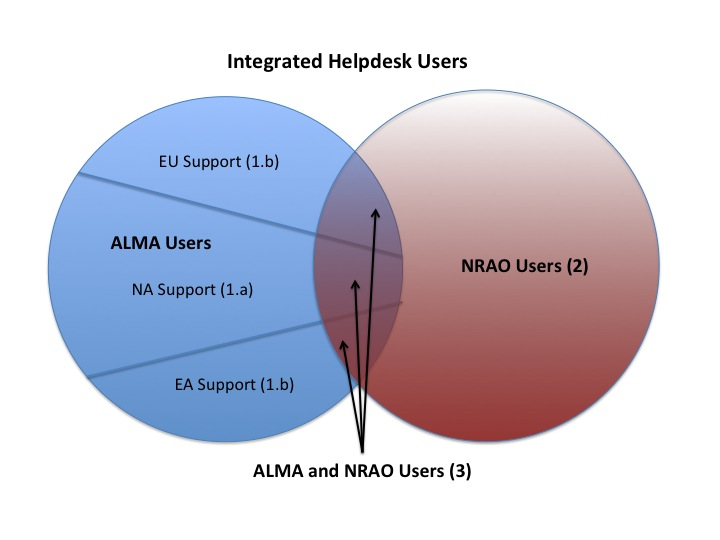 Integrated Helpdesk Users
EU Support (1.b)
ALMA Users
NRAO Users (2)
NA Support (1.a)
EA Support (1.b)
ALMA and NRAO Users (3)